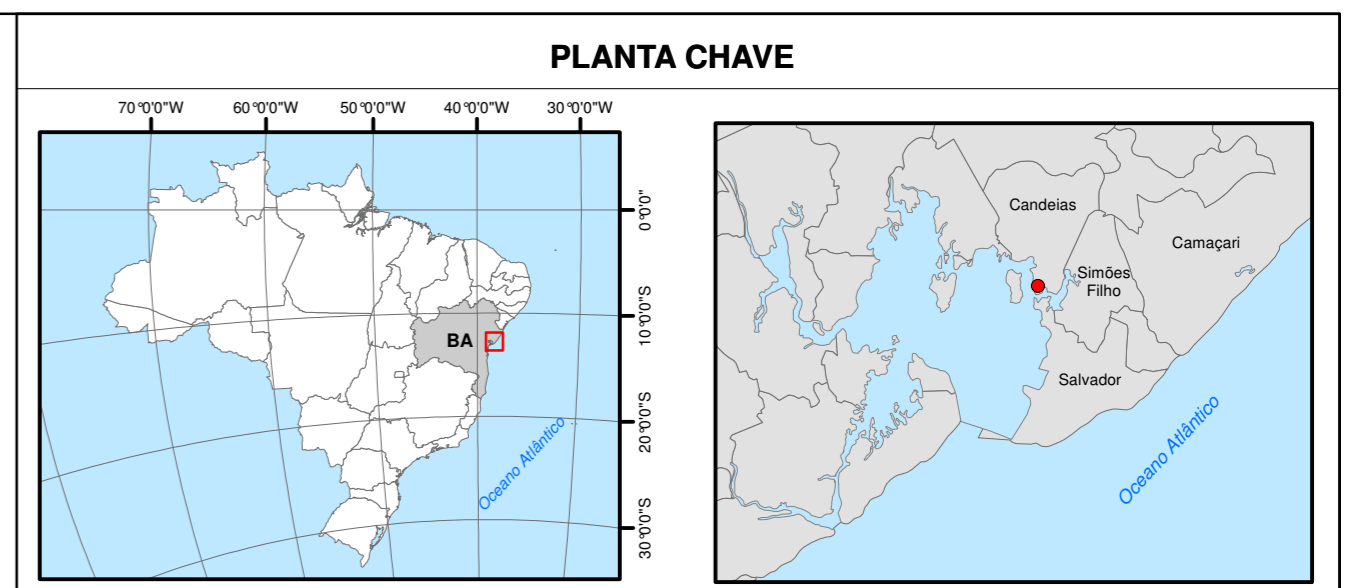 PLANTA CHAVE
70°0'0"W 60°0'0"W 50°0'0"W 40°0'0"W 30°0'0"W
0°0'0"
10°0'0"S
20°0'0"S
30°0'0"S
BA
Oceano Atlântico
Candeias
Camaçari
Simões
Filho
Salvador
Oceano Atlântico